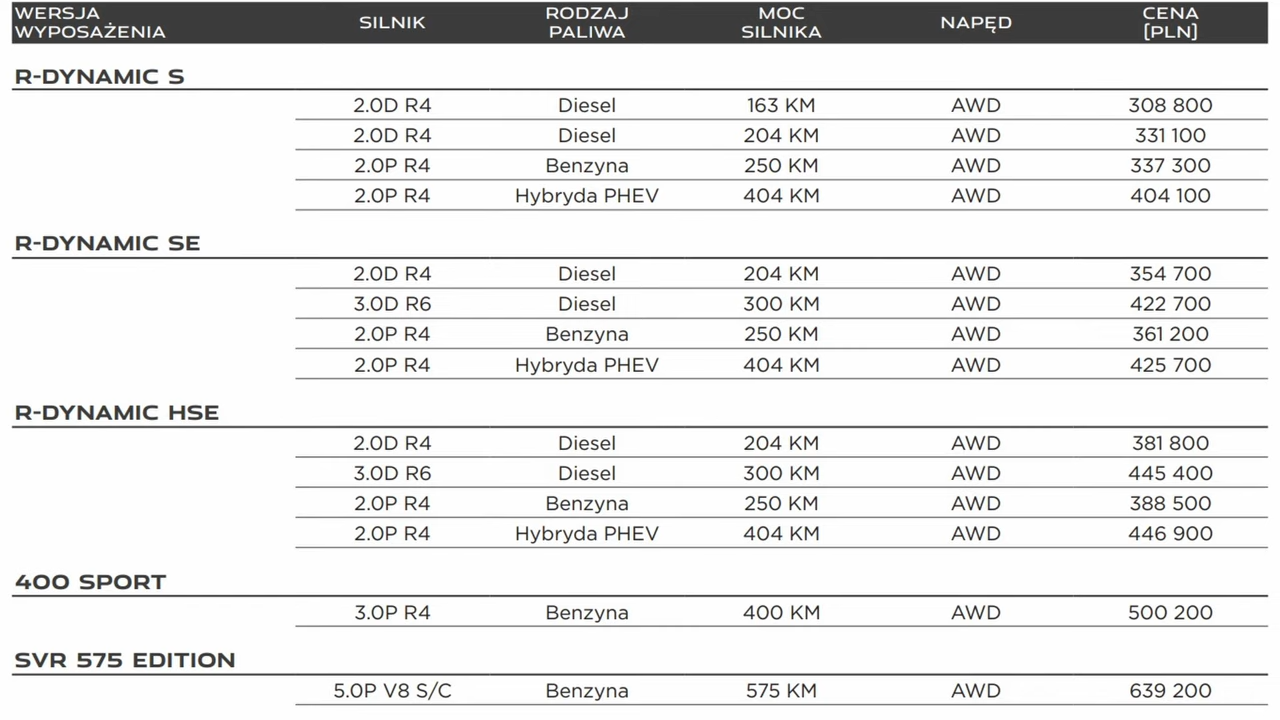 WERSJA WYPOSAŻENIA SILNIK RODZAJ PALIWA MOC SILNIKA NAPĘD CENA [PLN]
R-DYNAMIC S
2.0D R4 Diesel 163 KM AWD 308 800
2.0D R4 Diesel 204 KM AWD 331 100
2.0P R4 Benzyna 250 KM AWD 337 300
2.0P R4 Hybryda PHEV 404 KM AWD 404 100
R-DYNAMIC SE
2.0D R4 Diesel 204 KM AWD 354 700
3.0D R6 Diesel 300 KM AWD 422 700
2.0P R4 Benzyna 250 KM AWD 361 200
2.0P R4 Hybryda PHEV 404 KM AWD 425 700
R-DYNAMIC HSE
2.0D R4 Diesel 204 KM AWD 381 800
3.0D R6 Diesel 300 KM AWD 445 400
2.0P R4 Benzyna 250 KM AWD 388 500
2.0P R4 Hybryda PHEV 404 KM AWD 446 900
400 SPORT
3.0P R4 Benzyna 400 KM AWD 500 200
SVR 575 EDITION
5.0P V8 S/C Benzyna 575 KM AWD 639 200